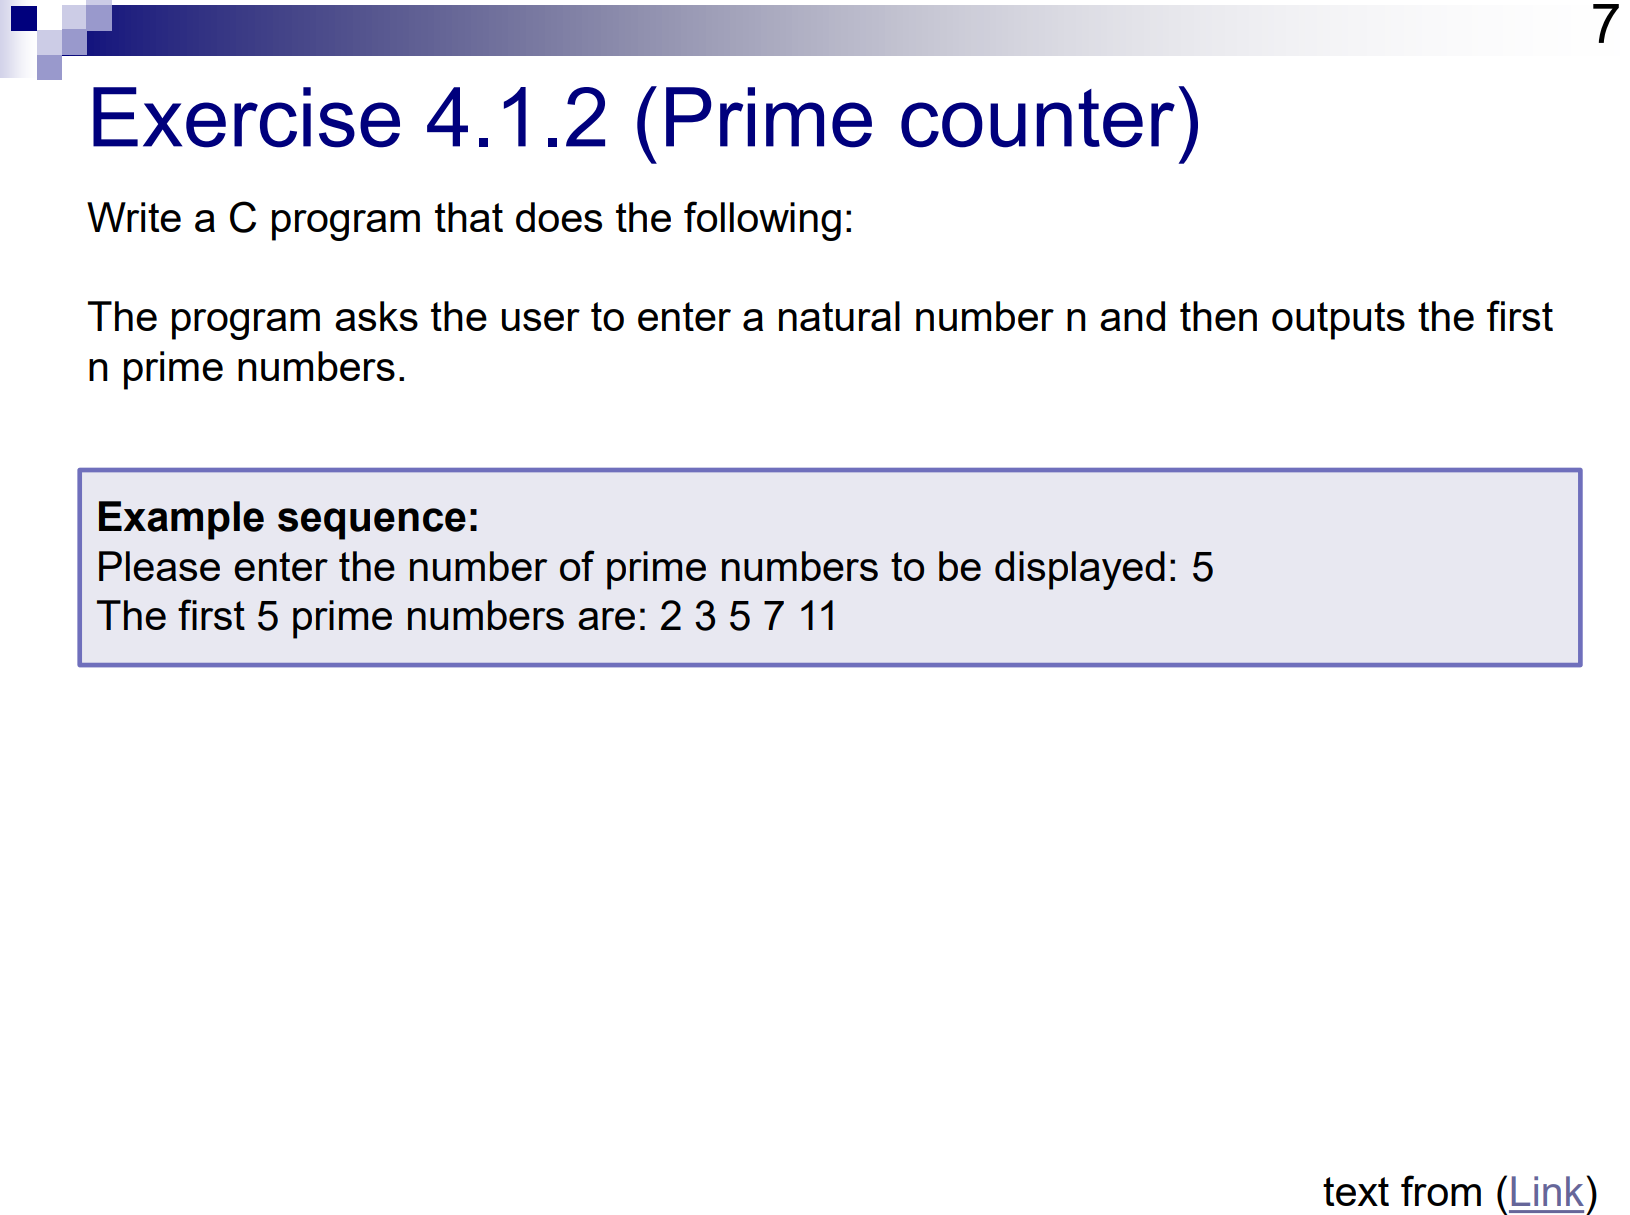 7
Exercise 4.1.2 (Prime counter)
Write a C program that does the following:
The program asks the user to enter a natural number n and then outputs the first
n prime numbers.
Example sequence:
Please enter the number of prime numbers to be displayed: 5
The first 5 prime numbers are: 2 3 5 7 11
text from (Link)